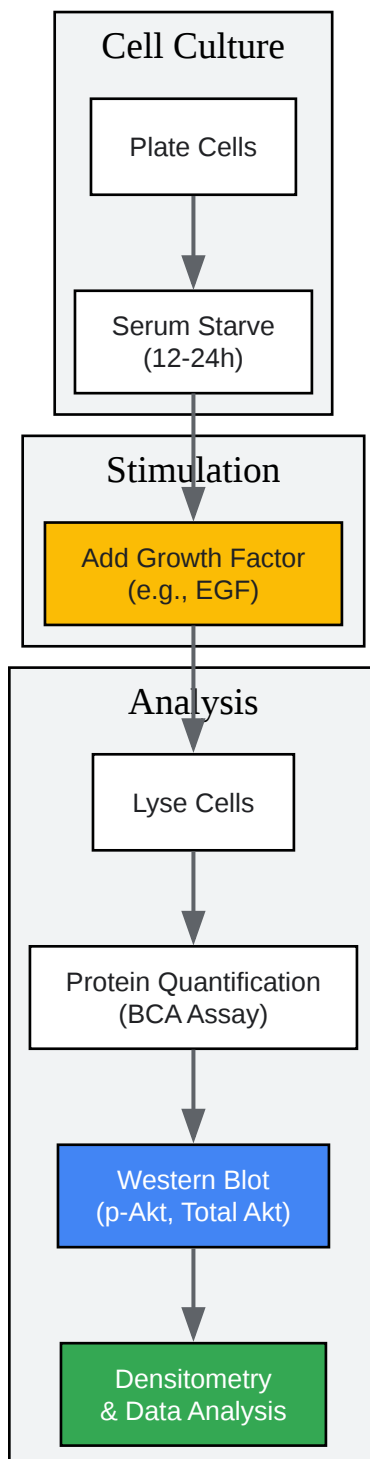 Cell Culture
Plate Cells
Serum Starve
(12-24h)
Stimulation
Add Growth Factor
(e.g., EGF)
Analysis
Lyse Cells
Protein Quantification
(BCA Assay)
Western Blot
(p-Akt, Total Akt)
Densitometry
& Data Analysis